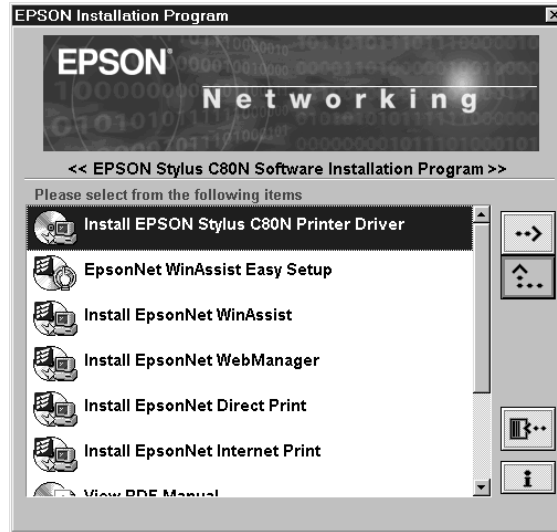 EPSON Installation Program
EPSON
Networking
<< EPSON Stylus C80N Software Installation Program >>
Please select from the following items
Install EPSON Stylus C80N Printer Driver
EpsonNet WinAssist Easy Setup
Install EpsonNet WinAssist
Install EpsonNet WebManager
Install EpsonNet Direct Print
Install EpsonNet Internet Print
View PDF Manual